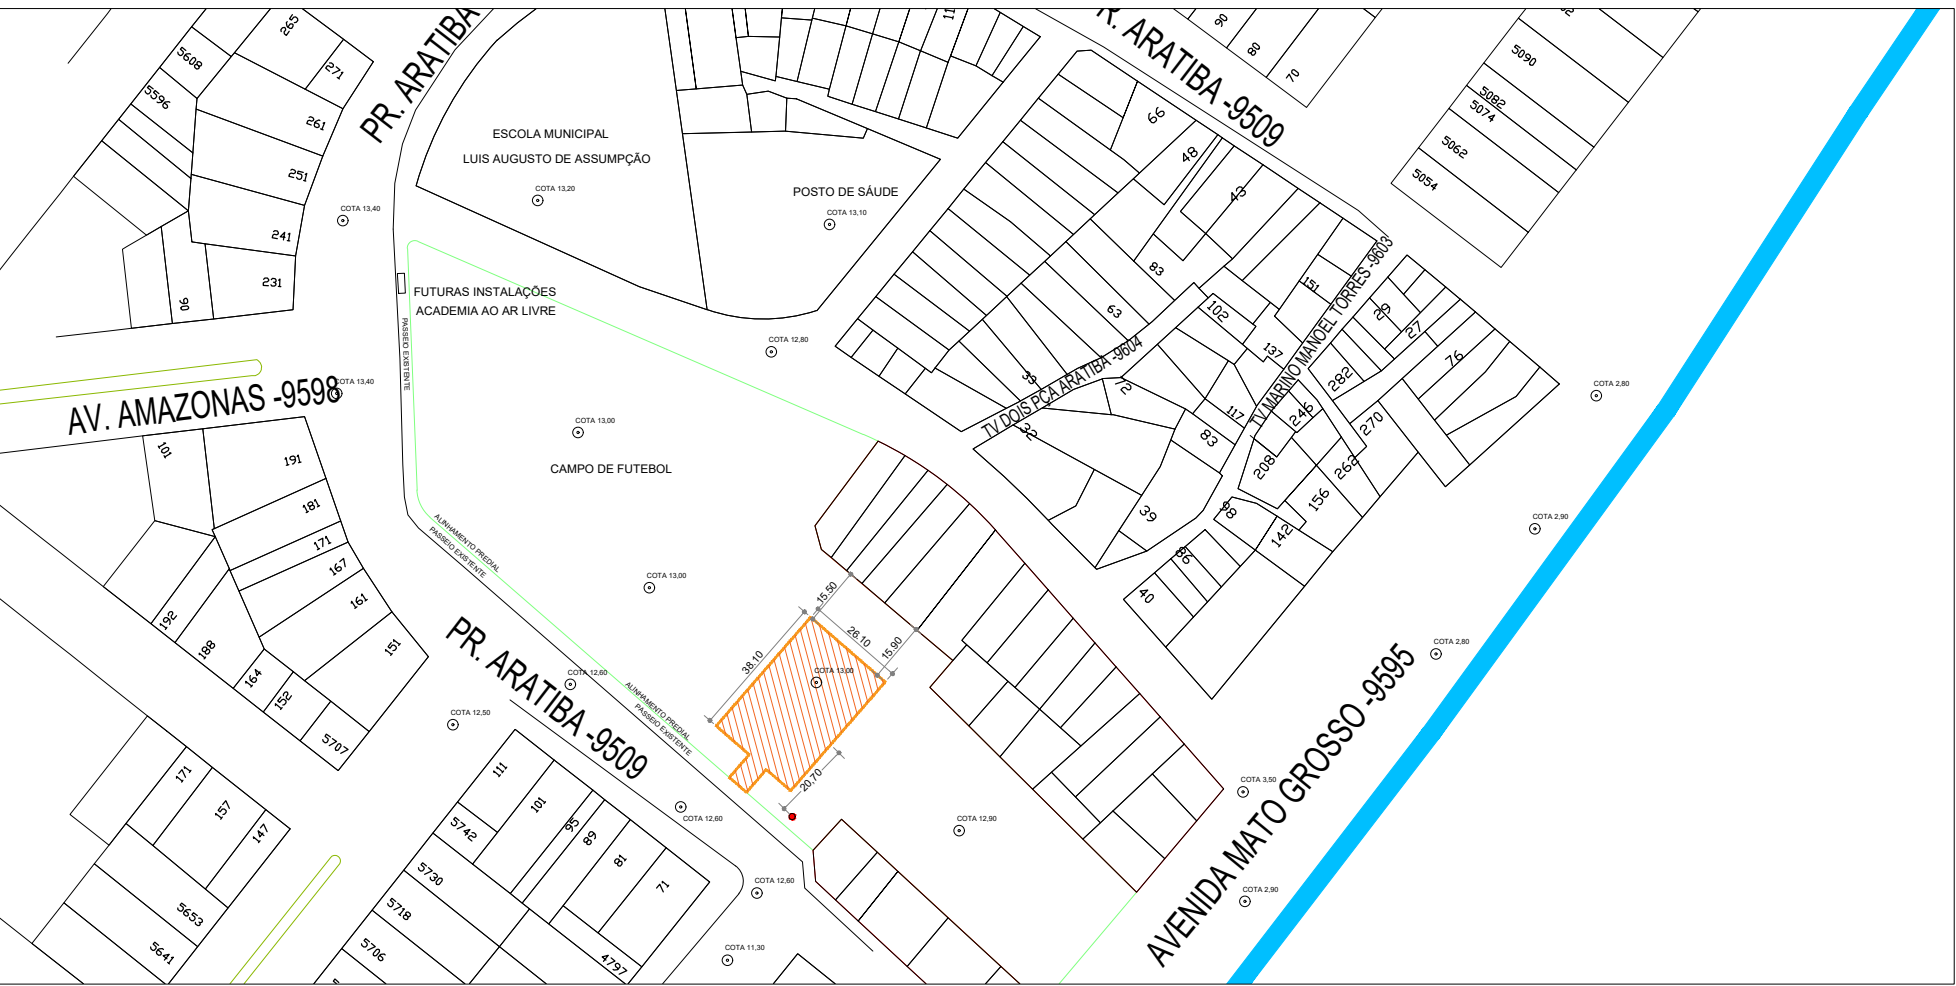 265
5608
271
5596
261
251
241
231
90
PR. ARATIBA
ESCOLA MUNICIPAL
LUIS AUGUSTO DE ASSUMPÇÃO
COTA 13,20
COTA 13,40
POSTO DE SÁUDE
COTA 13,10
R. ARATIBA -9509
90
80
70
5090
5082
5074
5062
5054
66
48
43
83
63
33
32
72
102
151
137
117
83
39
29
27
76
282
246
270
262
208
156
98
142
86
40
TV DOIS PÇA ARATIBA -9604
TV MARINO MANOEL TORRES -9603
FUTURAS INSTALAÇÕES
ACADEMIA AO AR LIVRE
PASSEIO EXISTENTE
COTA 12,80
COTA 13,40
AV. AMAZONAS -9598
COTA 13,00
CAMPO DE FUTEBOL
COTA 2,80
COTA 2,90
COTA 2,80
101
191
181
171
167
161
151
192
188
164
152
5707
ALINHAMENTO PREDIAL
PASSEIO EXISTENTE
COTA 13,00
15.50
26.10
15.90
38.10
COTA 13,00
20,70
PR. ARATIBA -9509
COTA 12,60
ALINHAMENTO PREDIAL
PASSEIO EXISTENTE
COTA 12,50
COTA 12,60
COTA 12,90
COTA 3,50
COTA 2,90
COTA 12,60
COTA 11,30
AVENIDA MATO GROSSO -9595
171
157
147
5653
5641
111
101
95
89
81
71
5742
5730
5718
5706
4797